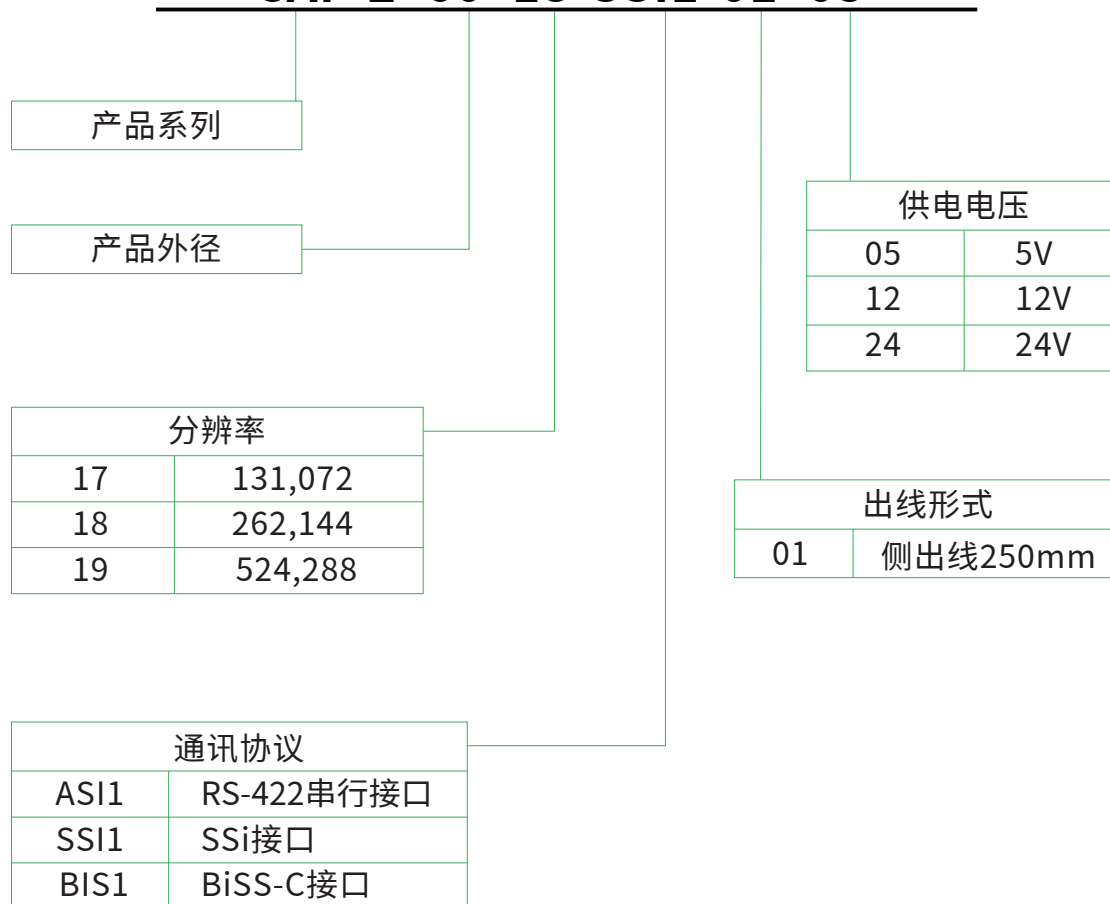 产品系列
产品外径
供电电压
05 5V
12 12V
24 24V
分辨率
17 131,072
18 262,144
19 524,288
出线形式
01 侧出线250mm
通讯协议
ASI1 RS-422串行接口
SSI1 SSi接口
BIS1 BiSS-C接口